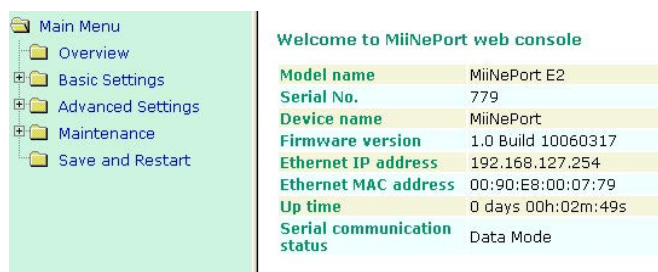 Main Menu
Overview
Basic Settings
Advanced Settings
Maintenance
Save and Restart
Welcome to MiiNePort web console
Model name MiiNePort E2
Serial No. 779
Device name MiiNePort
Firmware version 1.0 Build 10060317
Ethernet IP address 192.168.127.254
Ethernet MAC address 00:90:E8:00:07:79
Up time 0 days 00h:02m:49s
Serial communication
status Data Mode